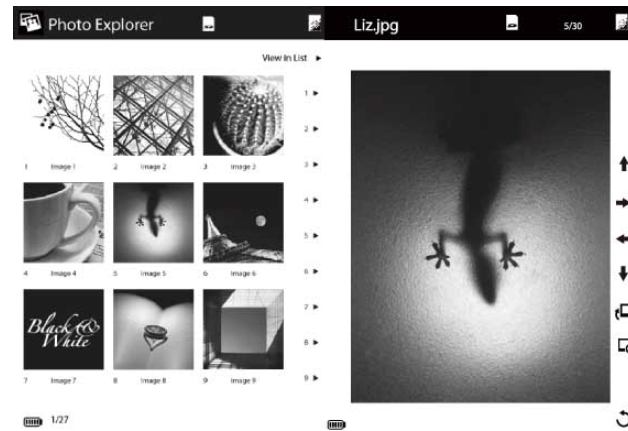 Photo Explorer
View In List
1
2
3
1 Image 1
2 Image 2
3 Image 3
4
5
6
4 Image 4
5 Image 5
6 Image 6
Black &
White
7
8
9
7 Image 7
8 Image 8
9 Image 9
1/27
Liz.jpg
5/30